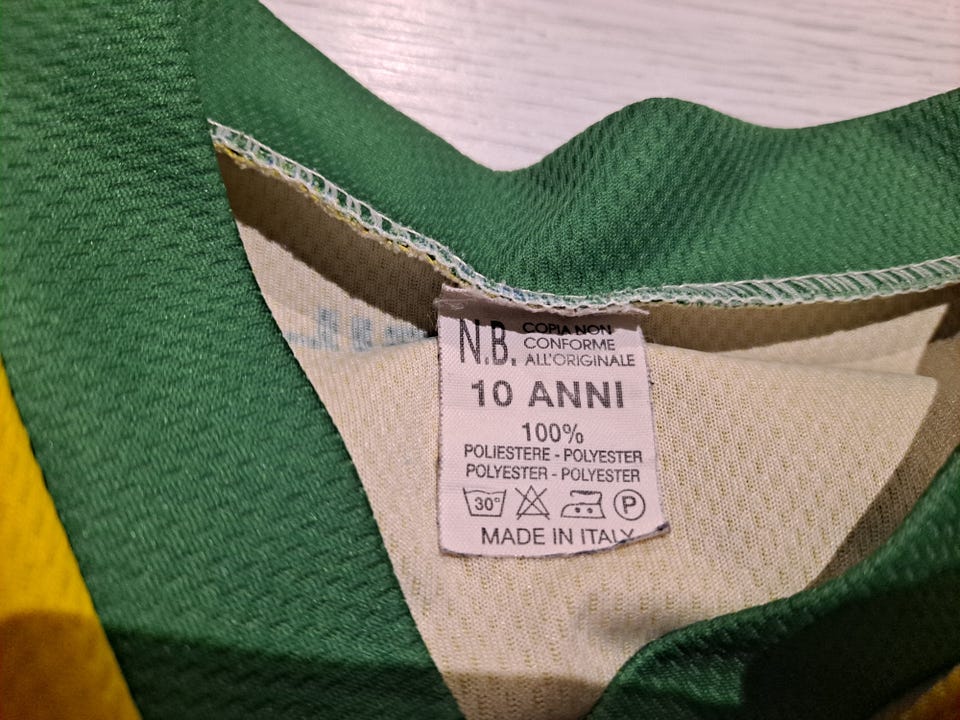 N.B. COPIA NON
CONFORME
ALL'ORIGINALE
10 ANNI
100%
POLIESTERE - POLYESTER
POLYESTER - POLYESTER
30° P
MADE IN ITALY